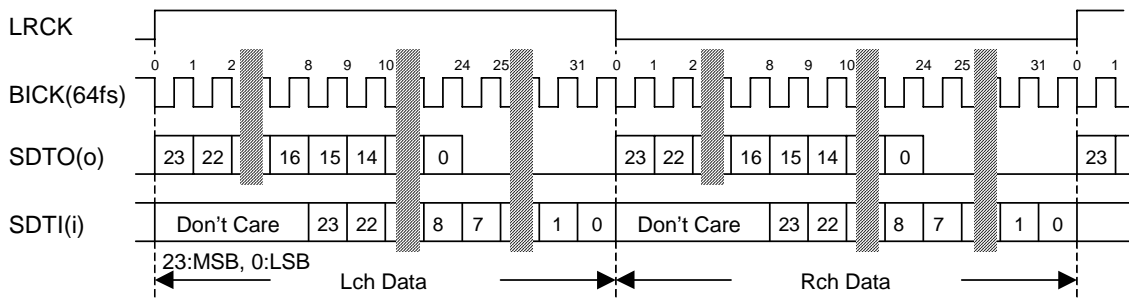 LRCK
0 1 2 8 9 10 24 25 31 0 1 2 8 9 10 24 25 31 0 1
BICK(64fs)
SDTO(o) 23 22 16 15 14 0 23 22 16 15 14 0 23
SDTI(i) Don't Care 23 22 8 7 1 0 Don't Care 23 22 8 7 1 0
23:MSB, 0:LSB
Lch Data Rch Data